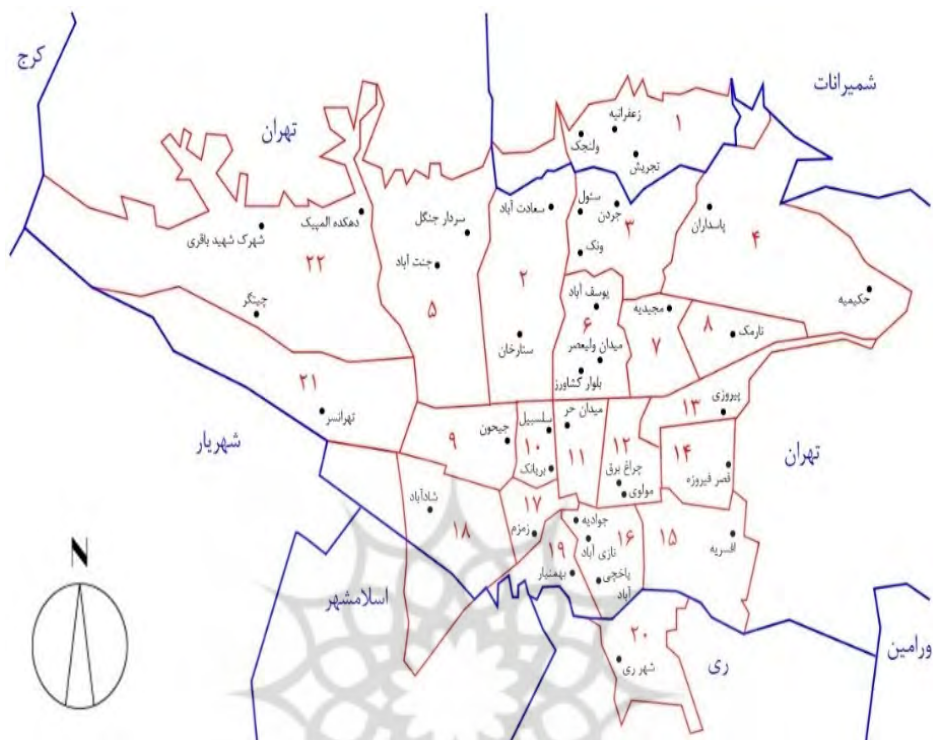 کرج
شمیرانات
تهران
زعفرانیه
۱
ولنجک
تجریش
سعادت آباد
سئول
جردن
۳
پاسداران
۴
دهکده المپیک
شهرک شهید باقری
۲۲
سردار جنگل
جنت آباد
۵
۲
ونک
حکیمیه
چیتگر
یوسف آباد
۶
مجیدیه
۷
۸
نارمک
ستارخان
میدان ولیعصر
بلوار کشاورز
۲۱
تهرانسر
شهریار
پیروزی
۱۳
میدان حر
سلسبیل
جیحون
۹
۱۰
بریانک
۱۱
۱۲
چراغ برق
مولوی
۱۴
قصر فیروزه
تهران
شادآباد
۱۸
۱۷
زمزم
جوادیه
نازی آباد
۱۶
۱۵
افسریه
۱۹
بهمنیار
یاخچی
آباد
N
اسلامشهر
۲۰
شهر ری
ری
ورامین